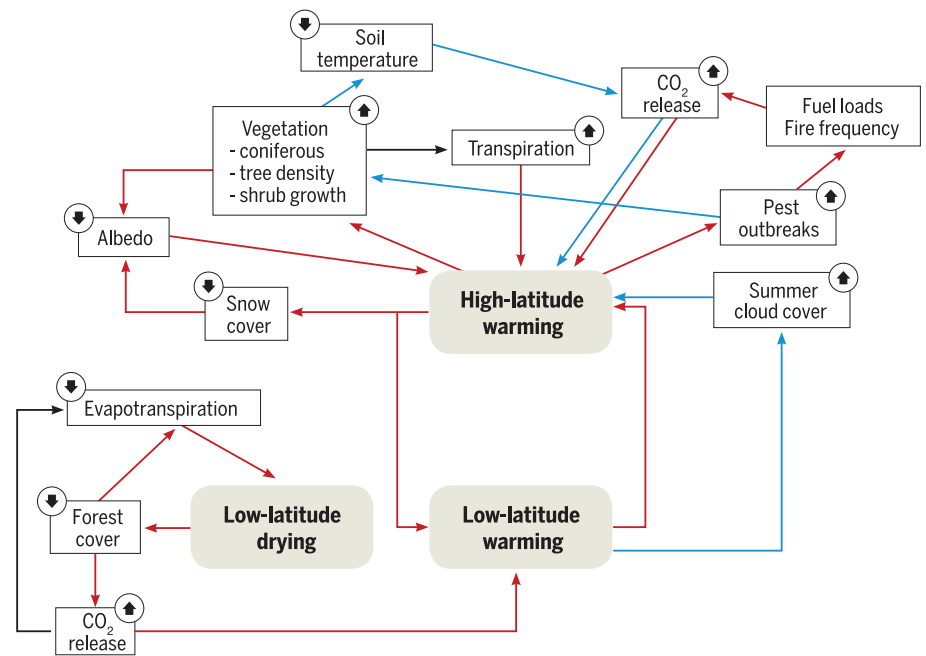 Soil
temperature
CO₂
release
Fuel loads
Fire frequency
Vegetation
- coniferous
- tree density
- shrub growth
Transpiration
Pest
outbreaks
Albedo
Snow
cover
High-latitude
warming
Summer
cloud cover
Evapotranspiration
Forest
cover
Low-latitude
drying
Low-latitude
warming
CO₂
release